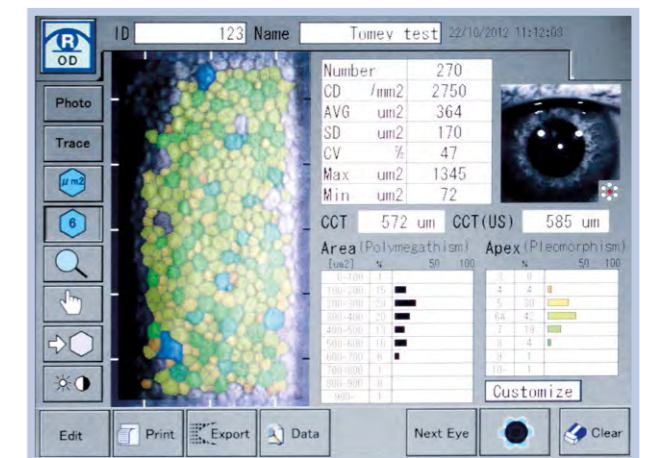 ID 123 Name Tomey test 22/10/2012 11:12:03
R
OD
Photo
Trace
μm2
6
Edit
Number 270
CD /mm2 2750
AVG um2 364
SD um2 170
CV % 47
Max um2 1345
Min um2 72
CCT 572 um CCT(US) 585 um
Area(Polymegathism)
[um2] % 50 100
0-100 1
100-200 15
200-300
300-400
400-500 13
500-600
600-700 6
700-800 1
800-900 0
900- 1
Apex(Pleomorphism)
% 50 100
3 0
4 4
5 30
6A 42
7 19
8 4
9 1
10- 1
Customize
Print
Export
Data
Next Eye
Clear